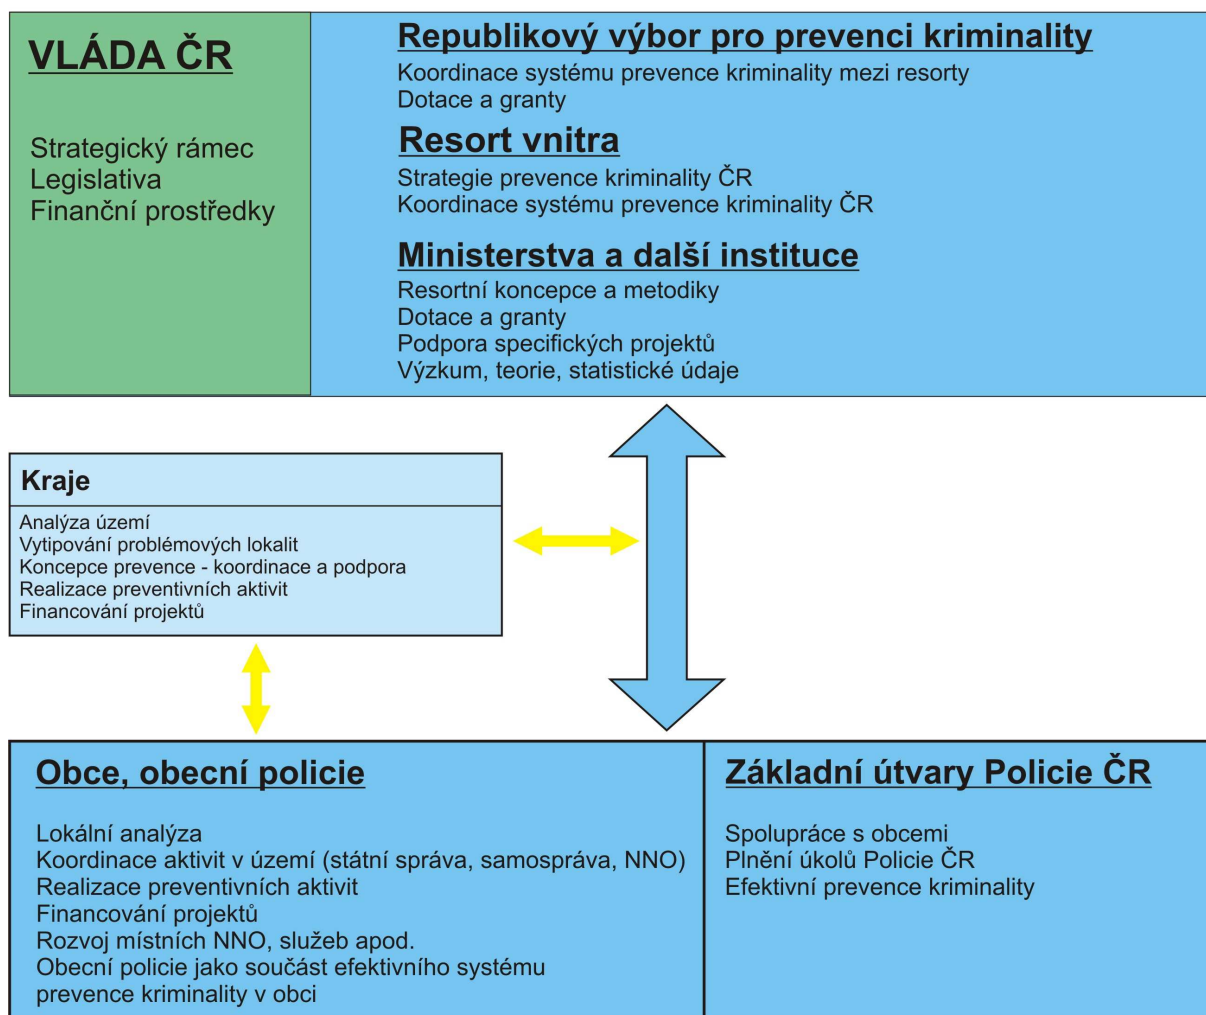 VLÁDA ČR
Strategický rámec
Legislativa
Finanční prostředky
Republikový výbor pro prevenci kriminality
Koordinace systému prevence kriminality mezi resorty
Dotace a granty
Resort vnitra
Strategie prevence kriminality ČR
Koordinace systému prevence kriminality ČR
Ministerstva a další instituce
Resortní koncepce a metodiky
Dotace a granty
Podpora specifických projektů
Výzkum, teorie, statistické údaje
Kraje
Analýza území
Vytipování problémových lokalit
Koncepce prevence - koordinace a podpora
Realizace preventivních aktivit
Financování projektů
Obce, obecní policie
Lokální analýza
Koordinace aktivit v území (státní správa, samospráva, NNO)
Realizace preventivních aktivit
Financování projektů
Rozvoj místních NNO, služeb apod.
Obecní policie jako součást efektivního systému
prevence kriminality v obci
Základní útvary Policie ČR
Spolupráce s obcemi
Plnění úkolů Policie ČR
Efektivní prevence kriminality